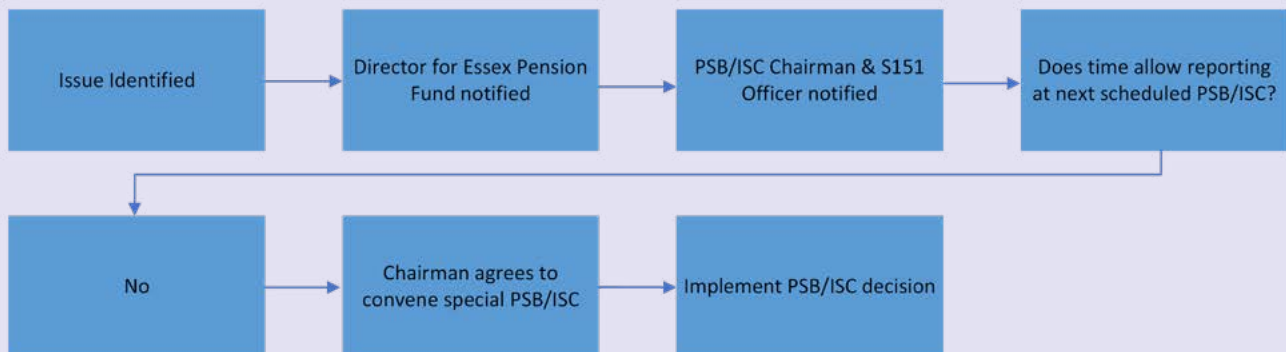 Issue Identified
Director for Essex Pension
Fund notified
PSB/ISC Chairman & S151
Officer notified
Does time allow reporting
at next scheduled PSB/ISC?
No
Chairman agrees to
convene special PSB/ISC
Implement PSB/ISC decision